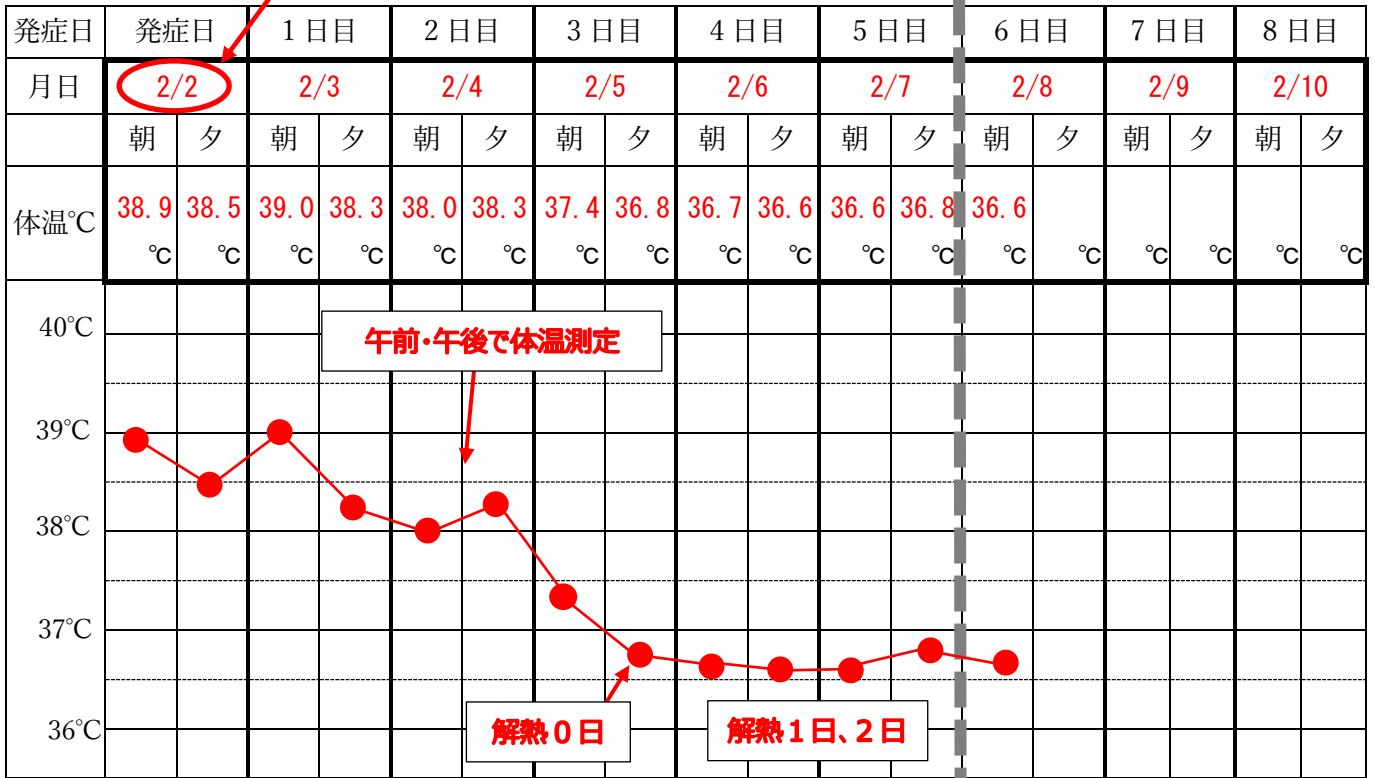 発症日 発症日 1日目 2日目 3日目 4日目 5日目 6日目 7日目 8日目
月日 2/2 2/3 2/4 2/5 2/6 2/7 2/8 2/9 2/10
朝 夕 朝 夕 朝 夕 朝 夕 朝 夕 朝 夕 朝 夕 朝 夕 朝 夕
体温℃ 38.9 38.5 39.0 38.3 38.0 38.3 37.4 36.8 36.7 36.6 36.6 36.8 36.6
℃ ℃ ℃ ℃ ℃ ℃ ℃ ℃ ℃ ℃ ℃ ℃ ℃ ℃ ℃ ℃ ℃ ℃
40℃
午前・午後で体温測定
39℃
38℃
37℃
解熱0日 解熱1日、2日
36℃